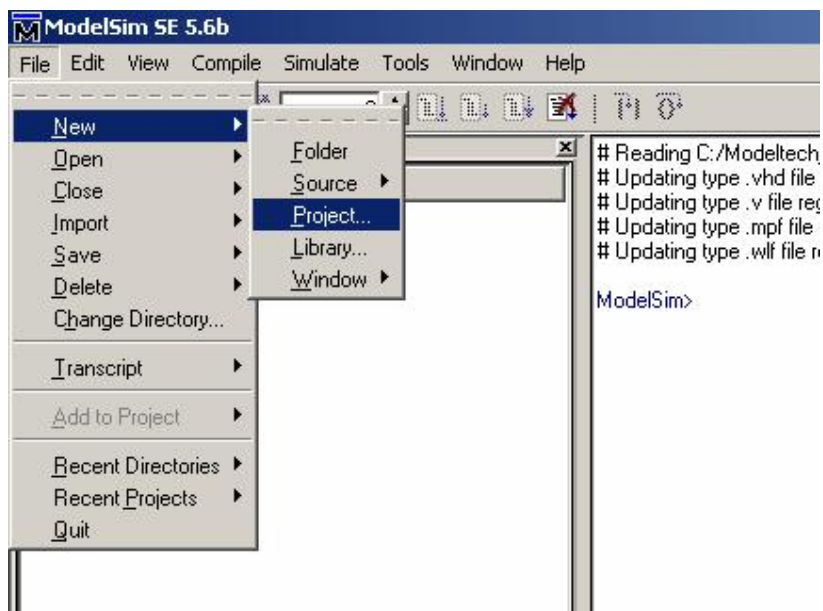 ModelSim SE 5.6b
File Edit View Compile Simulate Tools Window Help
New
Open
Close
Import
Save
Delete
Change Directory...
Transcript
Add to Project
Recent Directories
Recent Projects
Quit
Folder
Source
Project...
Library...
Window
# Reading C:/Modeltech
# Updating type .vhd file
# Updating type .v file reg
# Updating type .mpf file
# Updating type .wlf file r
ModelSim>